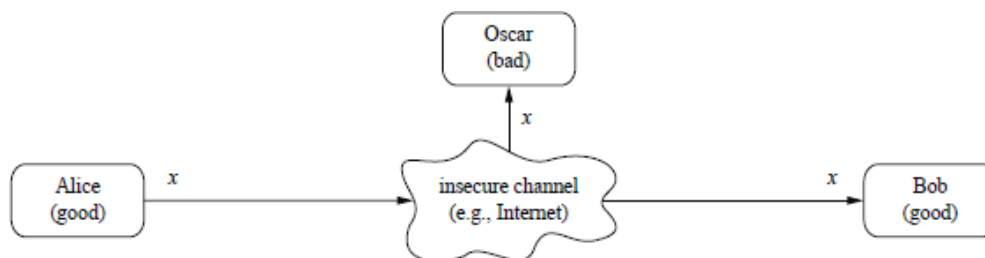 Oscar
(bad)
x
Alice
(good)
x
insecure channel
(e.g., Internet)
x
Bob
(good)